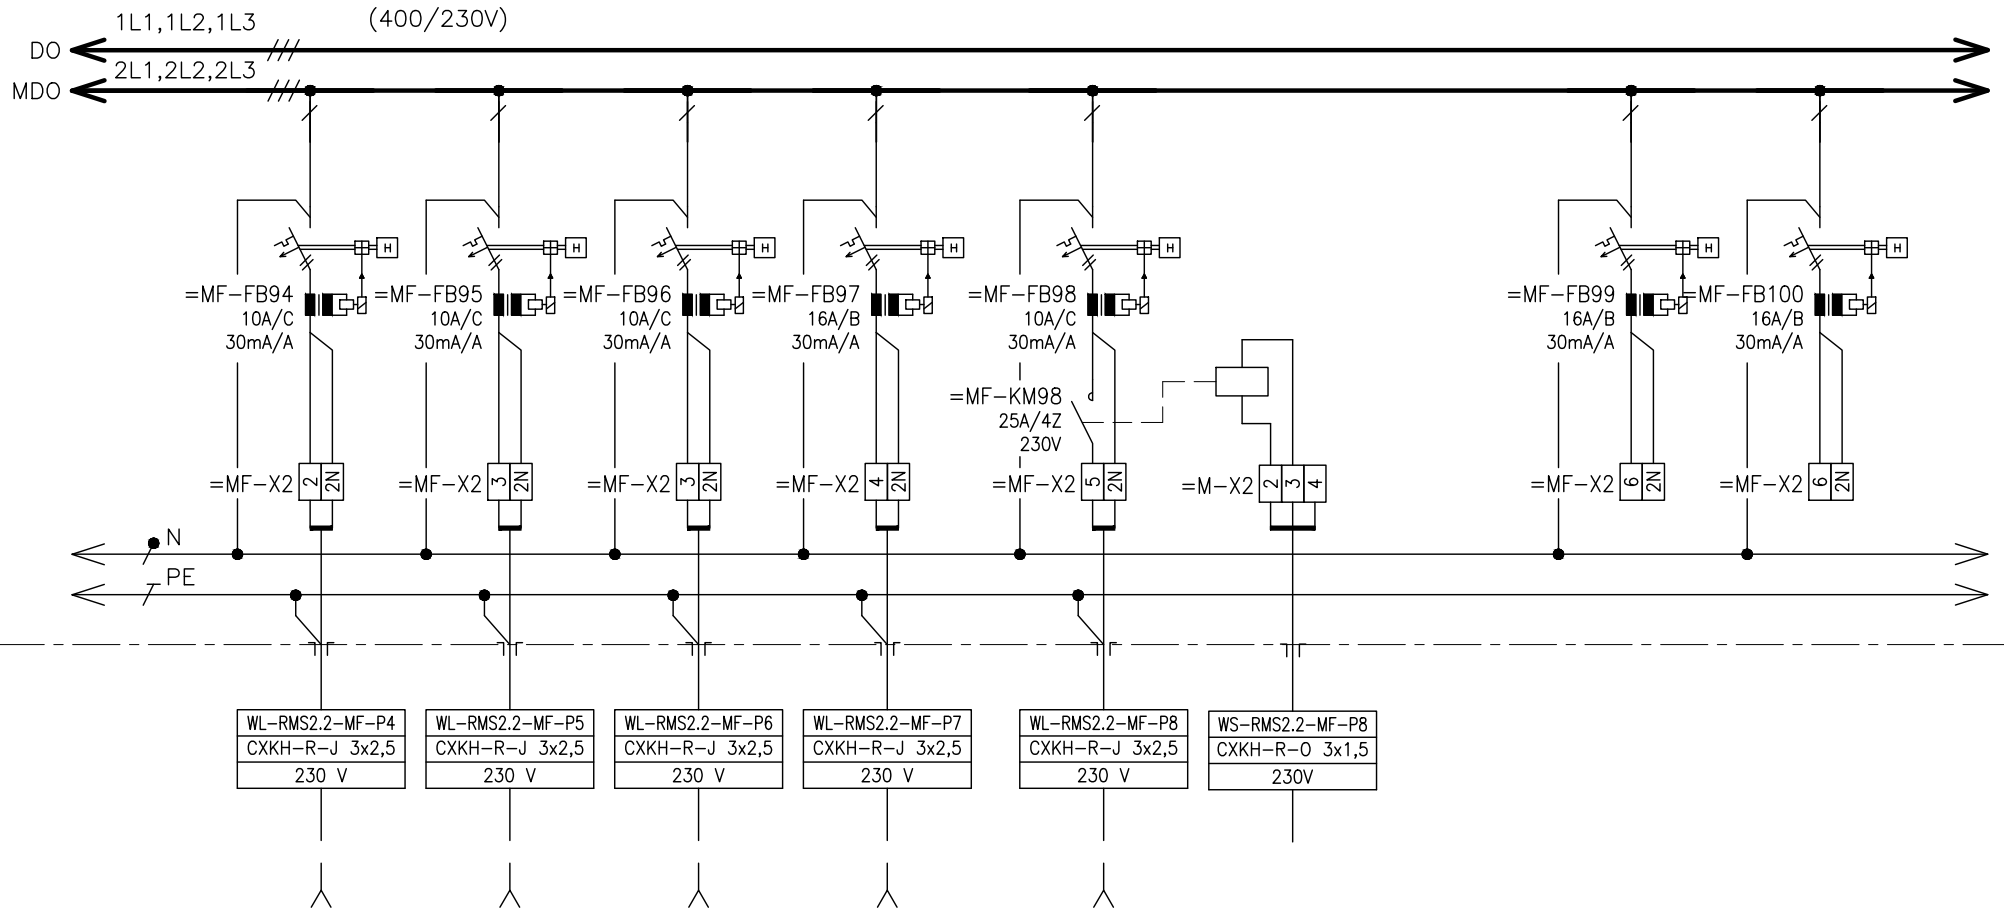 1L1,1L2,1L3 (400/230V)
DO
2L1,2L2,2L3
MDO
H H H H H H H
=MF-FB94 =MF-FB95 =MF-FB96 =MF-FB97 =MF-FB98 =MF-FB99 =MF-FB100
10A/C 10A/C 10A/C 16A/B 10A/C 16A/B 16A/B
30mA/A 30mA/A 30mA/A 30mA/A 30mA/A 30mA/A 30mA/A
=MF-KM98
25A/4Z
230V
=MF-X2 2 2N =MF-X2 3 2N =MF-X2 3 2N =MF-X2 4 2N =MF-X2 5 2N =M-X2 2 3 4 =MF-X2 6 2N =MF-X2 6 2N
N
PE
WL-RMS2.2-MF-P4 WL-RMS2.2-MF-P5 WL-RMS2.2-MF-P6 WL-RMS2.2-MF-P7 WL-RMS2.2-MF-P8 WS-RMS2.2-MF-P8
CXKH-R-J 3x2,5 CXKH-R-J 3x2,5 CXKH-R-J 3x2,5 CXKH-R-J 3x2,5 CXKH-R-J 3x2,5 CXKH-R-O 3x1,5
230 V 230 V 230 V 230 V 230 V 230V